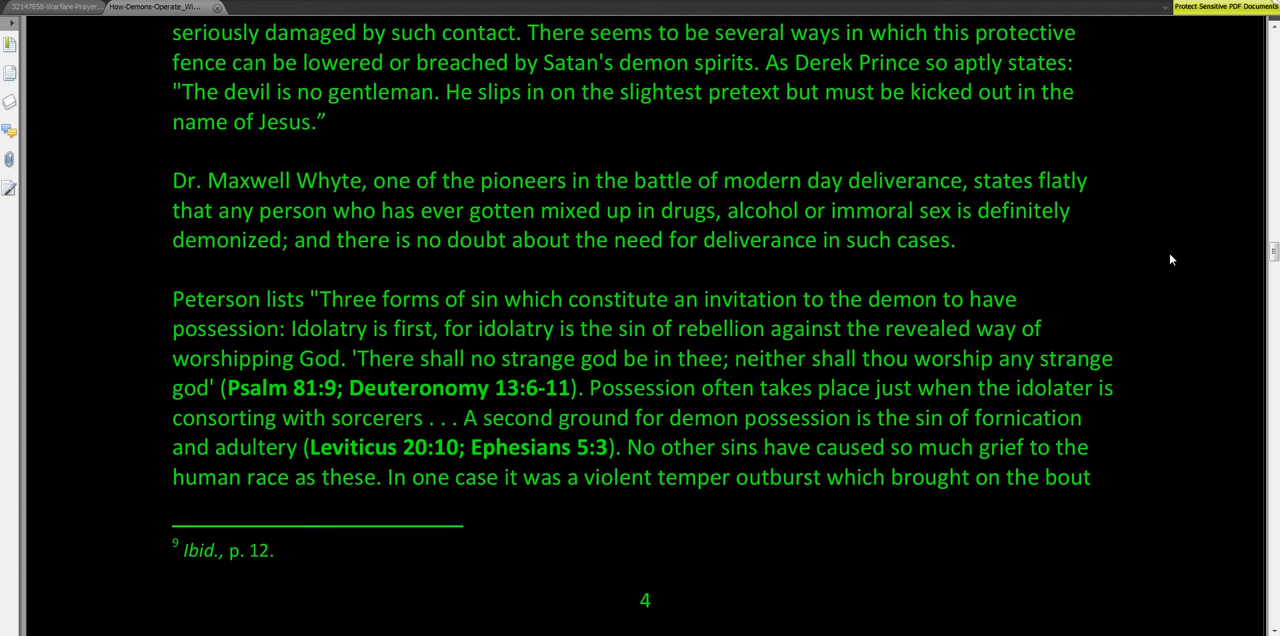 32147858-Warfare-Prayer...
How-Demons-Operate_Wi...
Protect Sensitive PDF Documents
seriously damaged by such contact. There seems to be several ways in which this protective
fence can be lowered or breached by Satan's demon spirits. As Derek Prince so aptly states:
"The devil is no gentleman. He slips in on the slightest pretext but must be kicked out in the
name of Jesus.”
Dr. Maxwell Whyte, one of the pioneers in the battle of modern day deliverance, states flatly
that any person who has ever gotten mixed up in drugs, alcohol or immoral sex is definitely
demonized; and there is no doubt about the need for deliverance in such cases.
Peterson lists "Three forms of sin which constitute an invitation to the demon to have
possession: Idolatry is first, for idolatry is the sin of rebellion against the revealed way of
worshipping God. 'There shall no strange god be in thee; neither shall thou worship any strange
god' (Psalm 81:9; Deuteronomy 13:6-11). Possession often takes place just when the idolater is
consorting with sorcerers . . . A second ground for demon possession is the sin of fornication
and adultery (Leviticus 20:10; Ephesians 5:3). No other sins have caused so much grief to the
human race as these. In one case it was a violent temper outburst which brought on the bout
9 Ibid., p. 12.
4